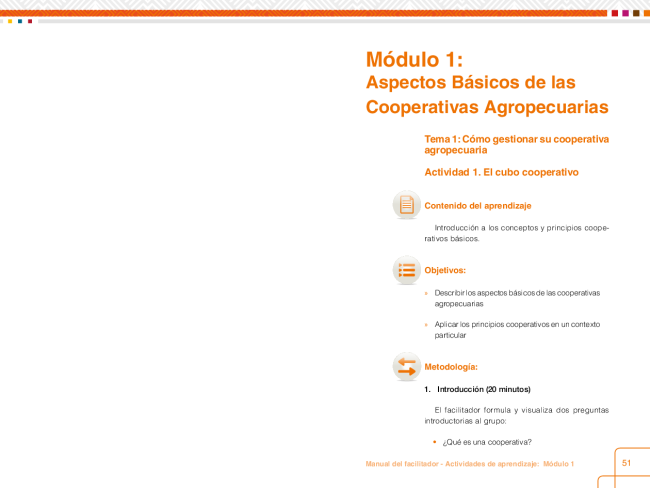 Módulo 1:
Aspectos Básicos de las
Cooperativas Agropecuarias
Tema 1: Cómo gestionar su cooperativa
agropecuaria
Actividad 1. El cubo cooperativo
Contenido del aprendizaje
Introducción a los conceptos y principios coope-
rativos básicos.
Objetivos:
» Describir los aspectos básicos de las cooperativas
agropecuarias
» Aplicar los principios cooperativos en un contexto
particular
Metodología:
1. Introducción (20 minutos)
El facilitador formula y visualiza dos preguntas
introductorias al grupo:
• ¿Qué es una cooperativa?
Manual del facilitador - Actividades de aprendizaje: Módulo 1
51